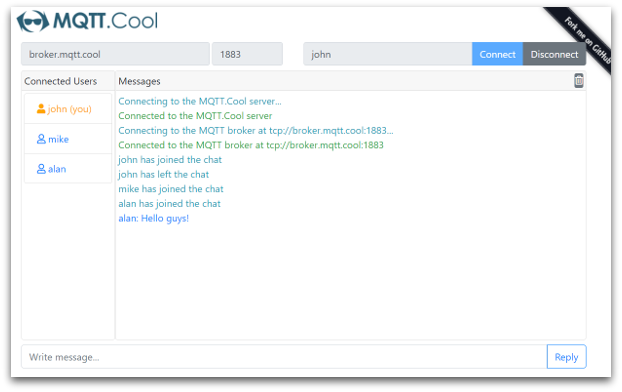 MQTT.Cool
Fork me on GitHub
broker.mqtt.cool 1883 john Connect Disconnect
Connected Users Messages
john (you)
mike
alan
Connecting to the MQTT.Cool server...
Connected to the MQTT.Cool server
Connecting to the MQTT broker at tcp://broker.mqtt.cool:1883...
Connected to the MQTT broker at tcp://broker.mqtt.cool:1883
john has joined the chat
john has left the chat
mike has joined the chat
alan has joined the chat
alan: Hello guys!
Write message... Reply